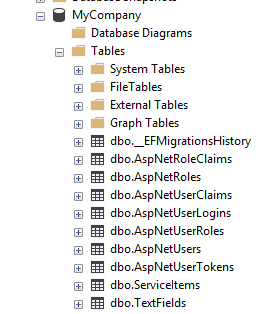 MyCompany
Database Diagrams
Tables
System Tables
FileTables
External Tables
Graph Tables
dbo.__EFMigrationsHistory
dbo.AspNetRoleClaims
dbo.AspNetRoles
dbo.AspNetUserClaims
dbo.AspNetUserLogins
dbo.AspNetUserRoles
dbo.AspNetUsers
dbo.AspNetUserTokens
dbo.ServiceItems
dbo.TextFields